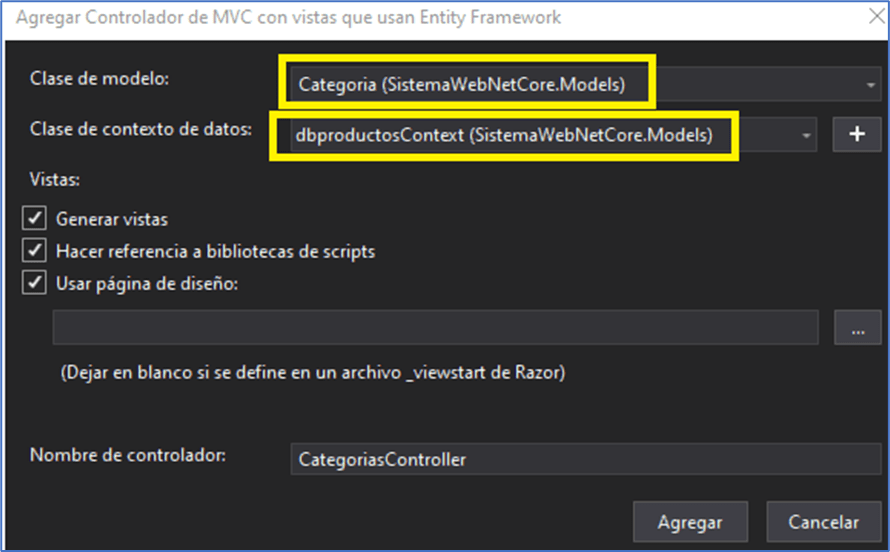 Agregar Controlador de MVC con vistas que usan Entity Framework
Clase de modelo: Categoria (SistemaWebNetCore.Models)
Clase de contexto de datos: dbproductosContext (SistemaWebNetCore.Models) +
Vistas:
Generar vistas
Hacer referencia a bibliotecas de scripts
Usar página de diseño:
...
(Dejar en blanco si se define en un archivo _viewstart de Razor)
Nombre de controlador: CategoriasController
Agregar Cancelar